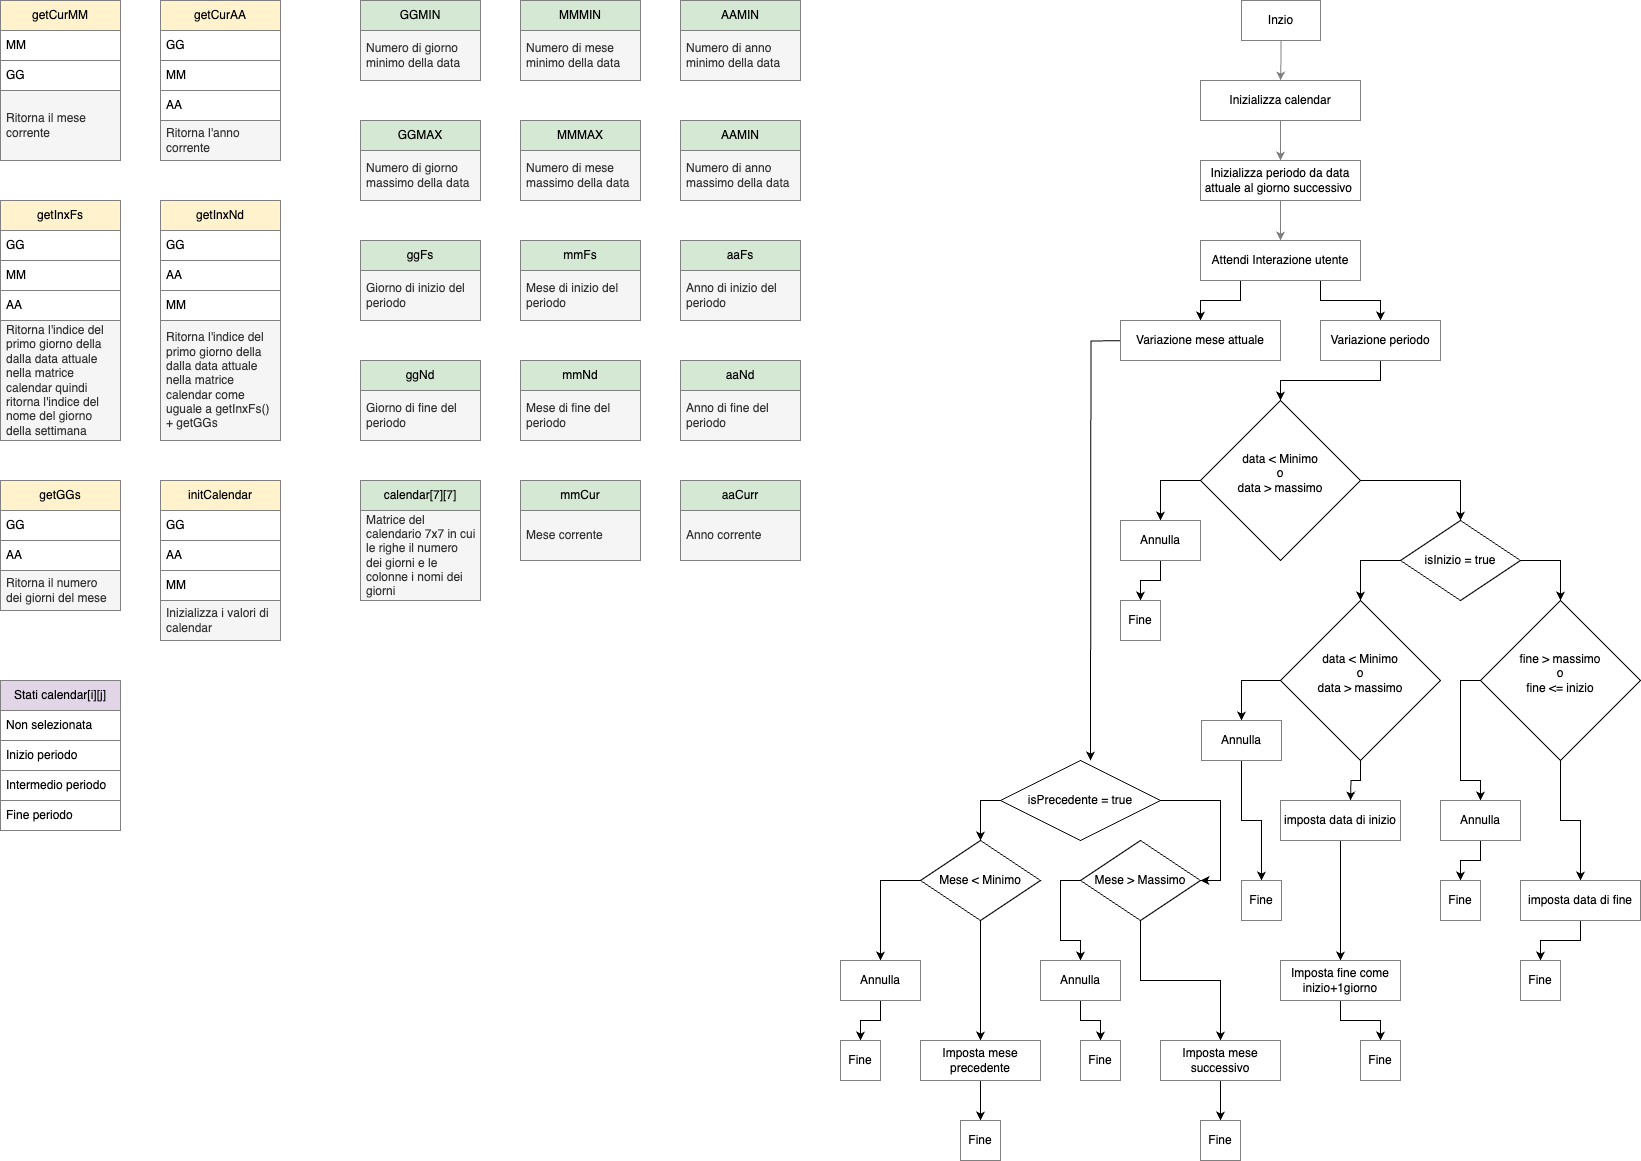 getCurMM
MM
GG
Ritorna il mese
corrente
getCurAA
GG
MM
AA
Ritorna l'anno
corrente
GGMIN
Numero di giorno
minimo della data
MMMIN
Numero di mese
minimo della data
AAMIN
Numero di anno
minimo della data
GGMAX
Numero di giorno
massimo della data
MMMAX
Numero di mese
massimo della data
AAMIN
Numero di anno
massimo della data
getInxFs
GG
MM
AA
Ritorna l'indice del
primo giorno della
dalla data attuale
nella matrice
calendar quindi
ritorna l'indice del
nome del giorno
della settimana
getInxNd
GG
AA
MM
Ritorna l'indice del
primo giorno della
dalla data attuale
nella matrice
calendar come
uguale a getInxFs()
+ getGGs
ggFs
Giorno di inizio del
periodo
mmFs
Mese di inizio del
periodo
aaFs
Anno di inizio del
periodo
ggNd
Giorno di fine del
periodo
mmNd
Mese di fine del
periodo
aaNd
Anno di fine del
periodo
getGGs
GG
AA
Ritorna il numero
dei giorni del mese
initCalendar
GG
AA
MM
Inizializza i valori di
calendar
calendar[7][7]
Matrice del
calendario 7x7 in cui
le righe il numero
dei giorni e le
colonne i nomi dei
giorni
mmCur
Mese corrente
aaCurr
Anno corrente
Stati calendar[i][j]
Non selezionata
Inizio periodo
Intermedio periodo
Fine periodo
Inzio
Inizializza calendar
Inizializza periodo da data
attuale al giorno successivo
Attendi Interazione utente
Variazione mese attuale
Variazione periodo
data < Minimo
o
data > massimo
Annulla
Fine
isInizio = true
data < Minimo
o
data > massimo
fine > massimo
o
fine <= inizio
Annulla
isPrecedente = true
imposta data di inizio
Annulla
Mese < Minimo
Mese > Massimo
Fine
Fine
imposta data di fine
Annulla
Annulla
Imposta fine come
inizio+1giorno
Fine
Fine
Imposta mese
precedente
Fine
Imposta mese
successivo
Fine
Fine
Fine